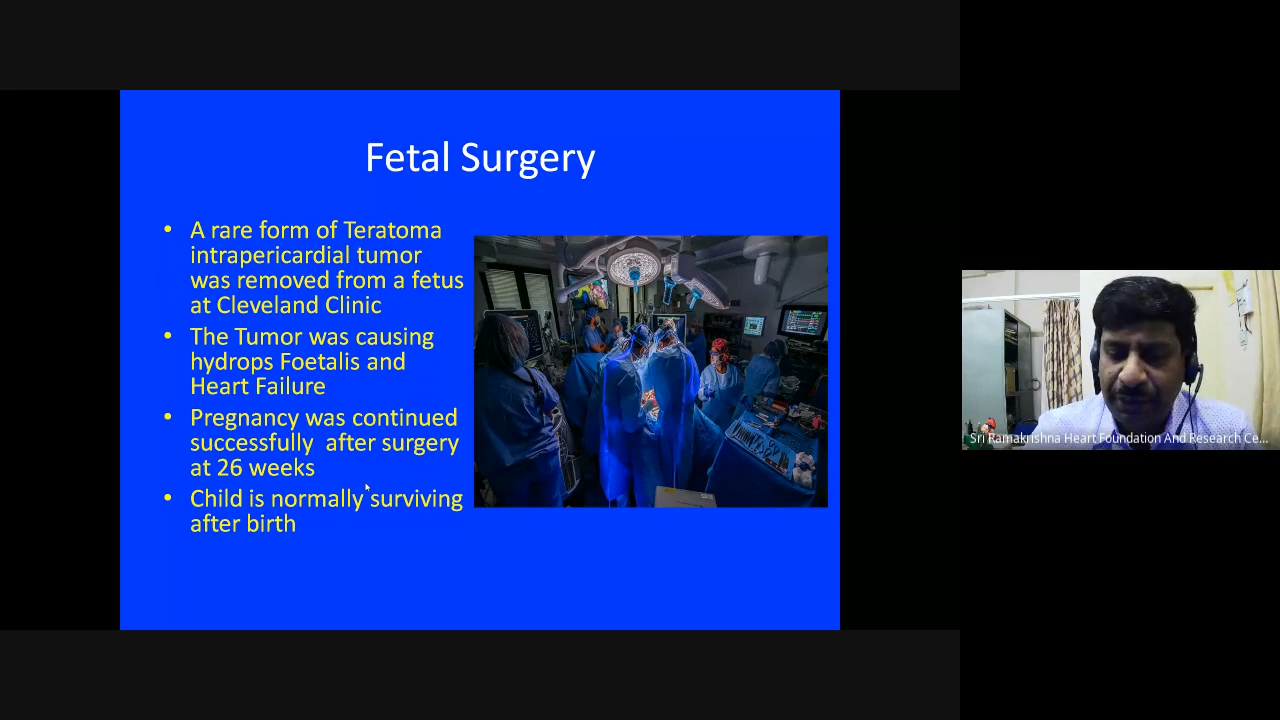 Fetal Surgery
• A rare form of Teratoma
intrapericardial tumor
was removed from a fetus
at Cleveland Clinic
• The Tumor was causing
hydrops Foetalis and
Heart Failure
• Pregnancy was continued
successfully after surgery
at 26 weeks
• Child is normally surviving
after birth
Sri Ramakrishna Heart Foundation And Research Ce...